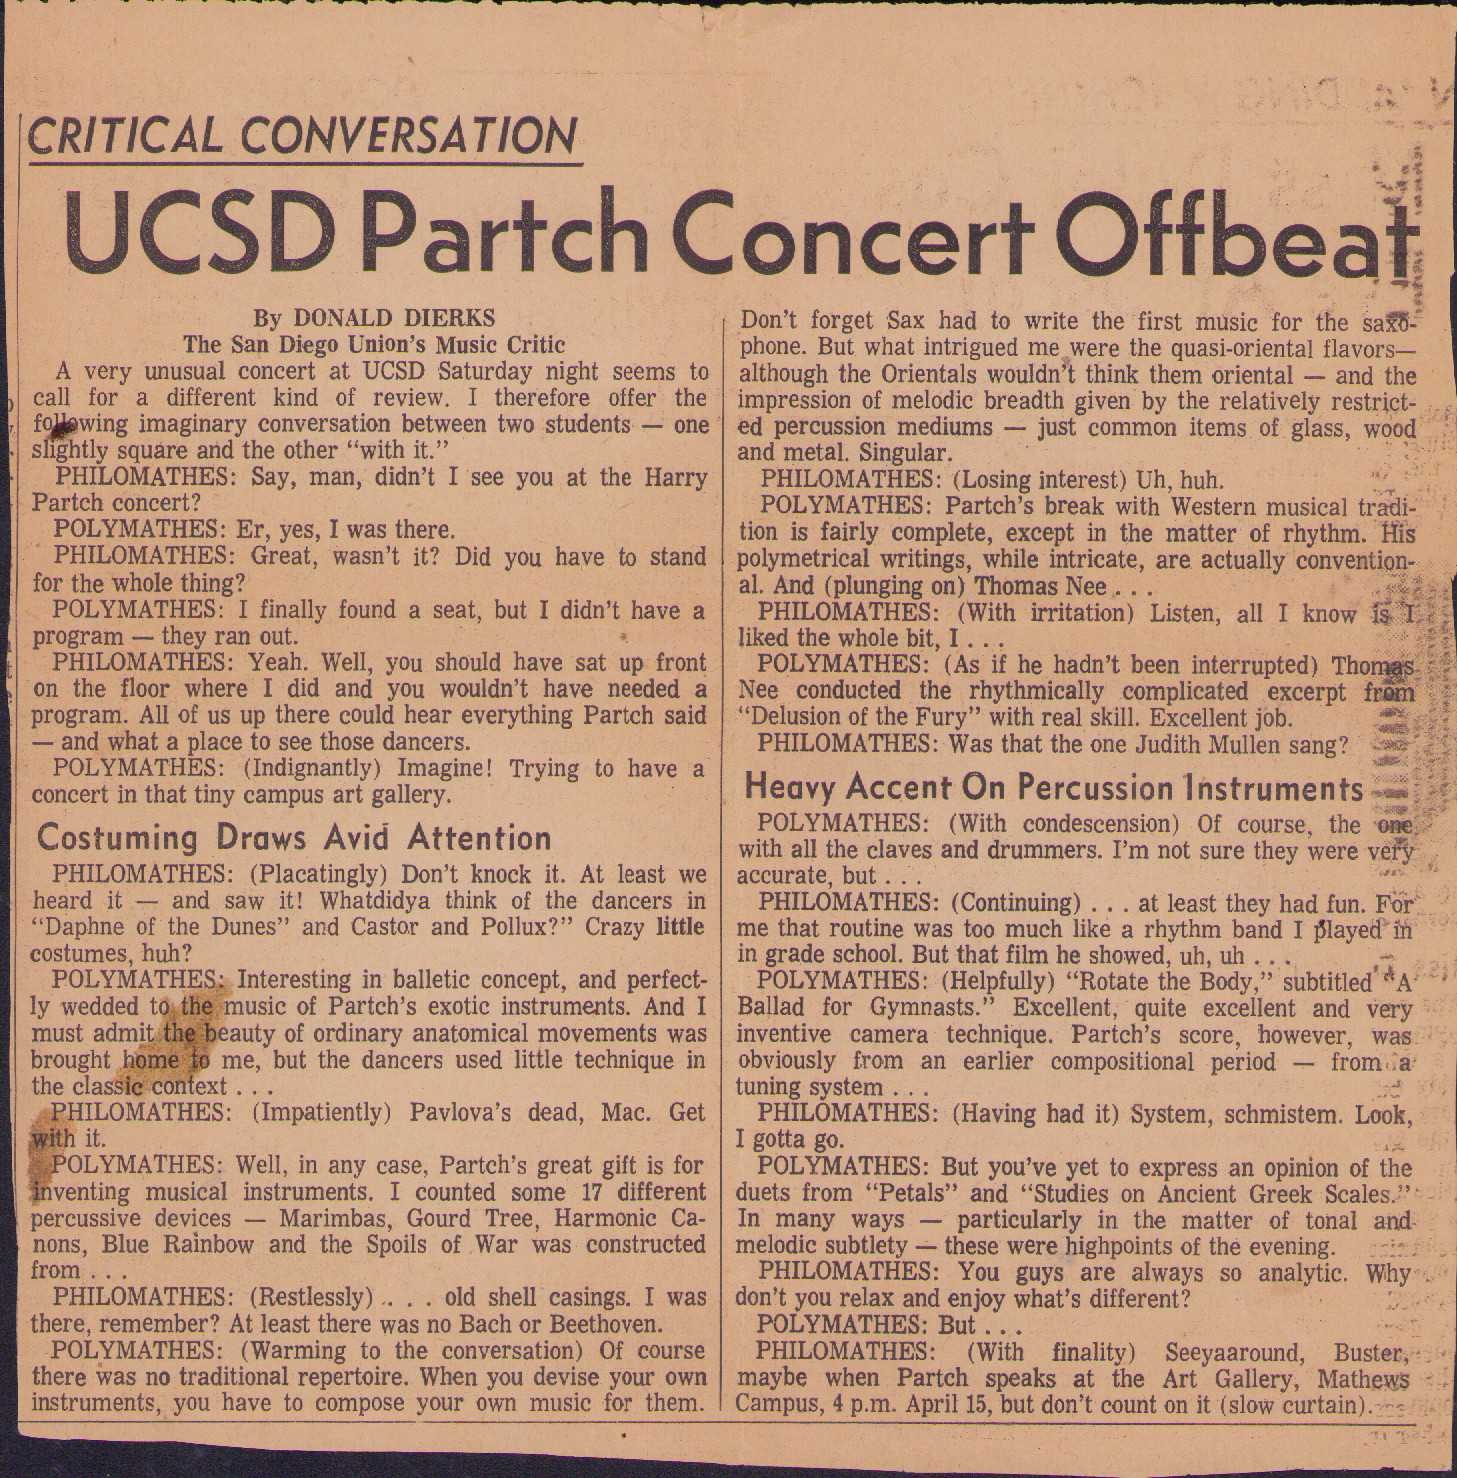 CRITICAL CONVERSATION
UCSD Partch Concert Offbeat
By DONALD DIERKS
The San Diego Union's Music Critic
A very unusual concert at UCSD Saturday night seems to
call for a different kind of review. I therefore offer the
following imaginary conversation between two students — one
slightly square and the other "with it."
PHILOMATHES: Say, man, didn't I see you at the Harry
Partch concert?
POLYMATHES: Er, yes, I was there.
PHILOMATHES: Great, wasn't it? Did you have to stand
for the whole thing?
POLYMATHES: I finally found a seat, but I didn't have a
program — they ran out.
PHILOMATHES: Yeah. Well, you should have sat up front
on the floor where I did and you wouldn't have needed a
program. All of us up there could hear everything Partch said
— and what a place to see those dancers.
POLYMATHES: (Indignantly) Imagine! Trying to have a
concert in that tiny campus art gallery.
Costuming Draws Avid Attention
PHILOMATHES: (Placatingly) Don't knock it. At least we
heard it — and saw it! Whatdidya think of the dancers in
"Daphne of the Dunes" and Castor and Pollux?" Crazy little
costumes, huh?
POLYMATHES: Interesting in balletic concept, and perfect-
ly wedded to the music of Partch's exotic instruments. And I
must admit the beauty of ordinary anatomical movements was
brought home to me, but the dancers used little technique in
the classic context . . .
PHILOMATHES: (Impatiently) Pavlova's dead, Mac. Get
with it.
POLYMATHES: Well, in any case, Partch's great gift is for
inventing musical instruments. I counted some 17 different
percussive devices — Marimbas, Gourd Tree, Harmonic Ca-
nons, Blue Rainbow and the Spoils of War was constructed
from . . .
PHILOMATHES: (Restlessly) . . . old shell casings. I was
there, remember? At least there was no Bach or Beethoven.
POLYMATHES: (Warming to the conversation) Of course
there was no traditional repertoire. When you devise your own
instruments, you have to compose your own music for them.
Don't forget Sax had to write the first music for the saxo-
phone. But what intrigued me were the quasi-oriental flavors—
although the Orientals wouldn't think them oriental — and the
impression of melodic breadth given by the relatively restrict-
ed percussion mediums — just common items of glass, wood
and metal. Singular.
PHILOMATHES: (Losing interest) Uh, huh.
POLYMATHES: Partch's break with Western musical tradi-
tion is fairly complete, except in the matter of rhythm. His
polymetrical writings, while intricate, are actually convention-
al. And (plunging on) Thomas Nee . . .
PHILOMATHES: (With irritation) Listen, all I know is I
liked the whole bit, I . . .
POLYMATHES: (As if he hadn't been interrupted) Thomas
Nee conducted the rhythmically complicated excerpt from
"Delusion of the Fury" with real skill. Excellent job.
PHILOMATHES: Was that the one Judith Mullen sang?
Heavy Accent On Percussion Instruments
POLYMATHES: (With condescension) Of course, the one
with all the claves and drummers. I'm not sure they were very
accurate, but . . .
PHILOMATHES: (Continuing) . . . at least they had fun. For
me that routine was too much like a rhythm band I played in
in grade school. But that film he showed, uh, uh . . .
POLYMATHES: (Helpfully) "Rotate the Body," subtitled "A
Ballad for Gymnasts." Excellent, quite excellent and very
inventive camera technique. Partch's score, however, was
obviously from an earlier compositional period — from a
tuning system . . .
PHILOMATHES: (Having had it) System, schmistem. Look,
I gotta go.
POLYMATHES: But you've yet to express an opinion of the
duets from "Petals" and "Studies on Ancient Greek Scales."
In many ways — particularly in the matter of tonal and
melodic subtlety — these were highpoints of the evening.
PHILOMATHES: You guys are always so analytic. Why
don't you relax and enjoy what's different?
POLYMATHES: But . . .
PHILOMATHES: (With finality) Seeyaaround, Buster,
maybe when Partch speaks at the Art Gallery, Mathews
Campus, 4 p.m. April 15, but don't count on it (slow curtain).